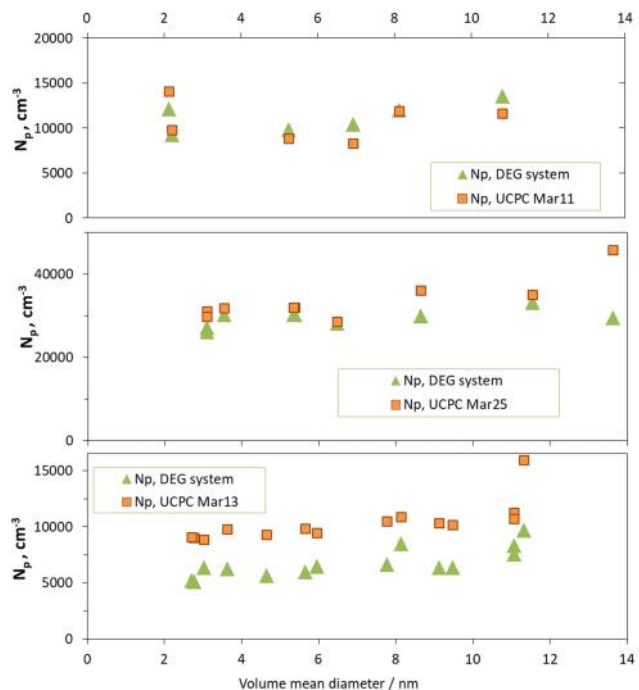 0 2 4 6 8 10 12 14
20000
15000
10000
5000
0
Np, cm-3
Np, DEG system
Np, UCPC Mar11
40000
20000
0
Np, cm-3
Np, DEG system
Np, UCPC Mar25
15000
10000
5000
0
Np, cm-3
Np, DEG system
Np, UCPC Mar13
0 2 4 6 8 10 12 14
Volume mean diameter / nm